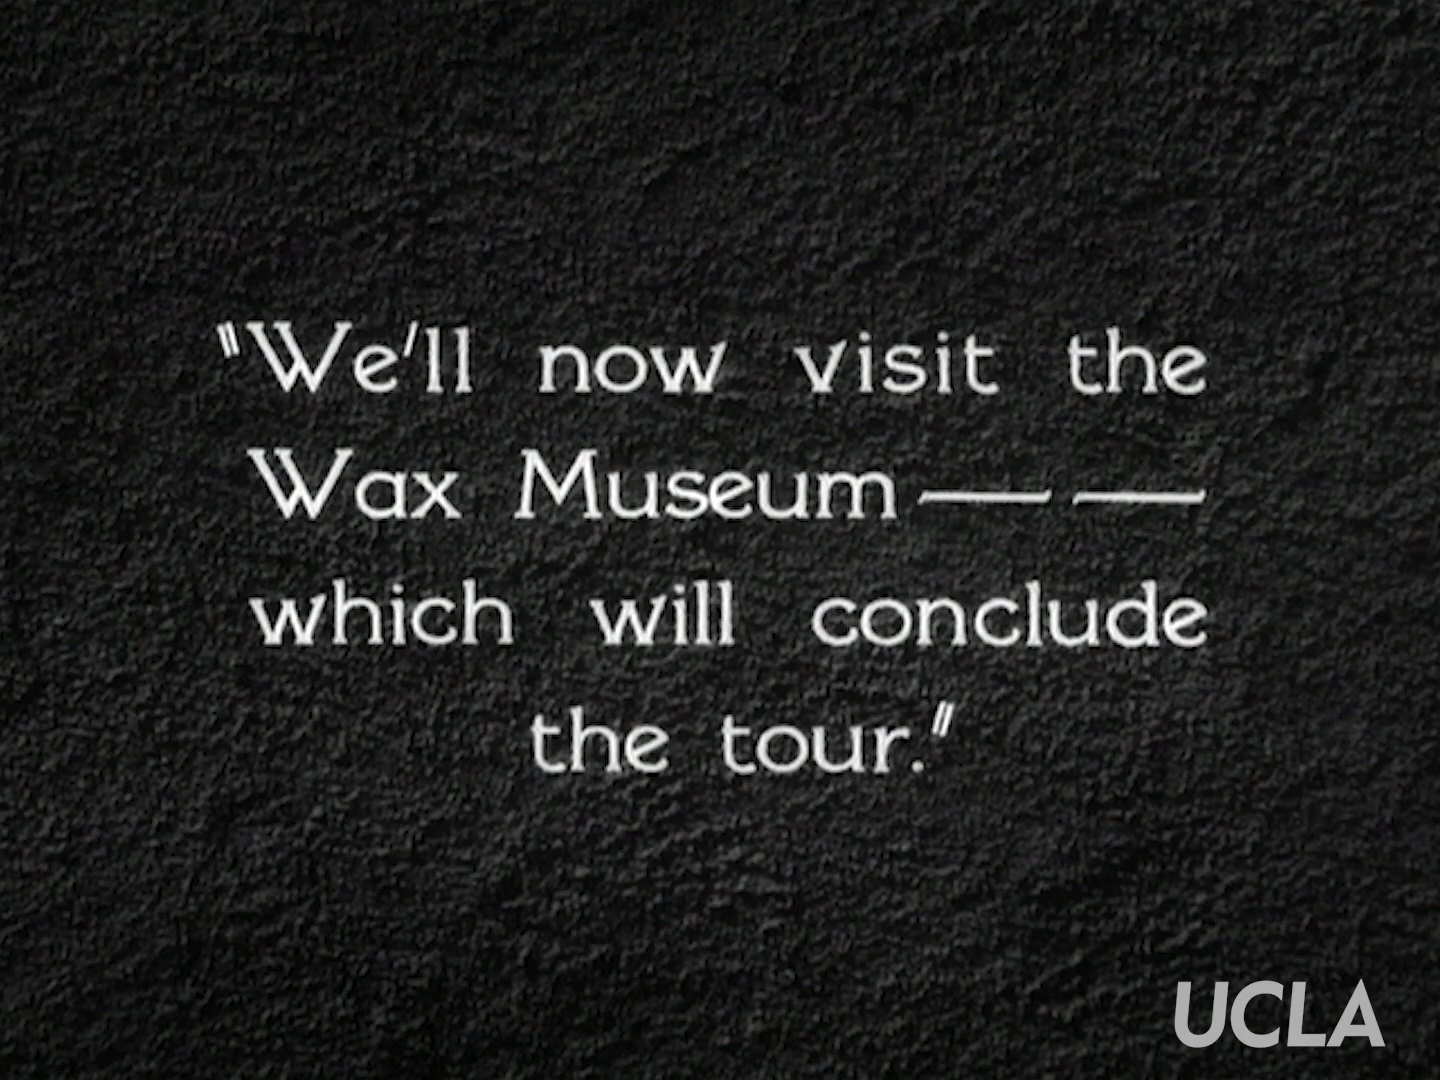 "We'll now visit the
Wax Museum — —
which will conclude
the tour."
UCLA